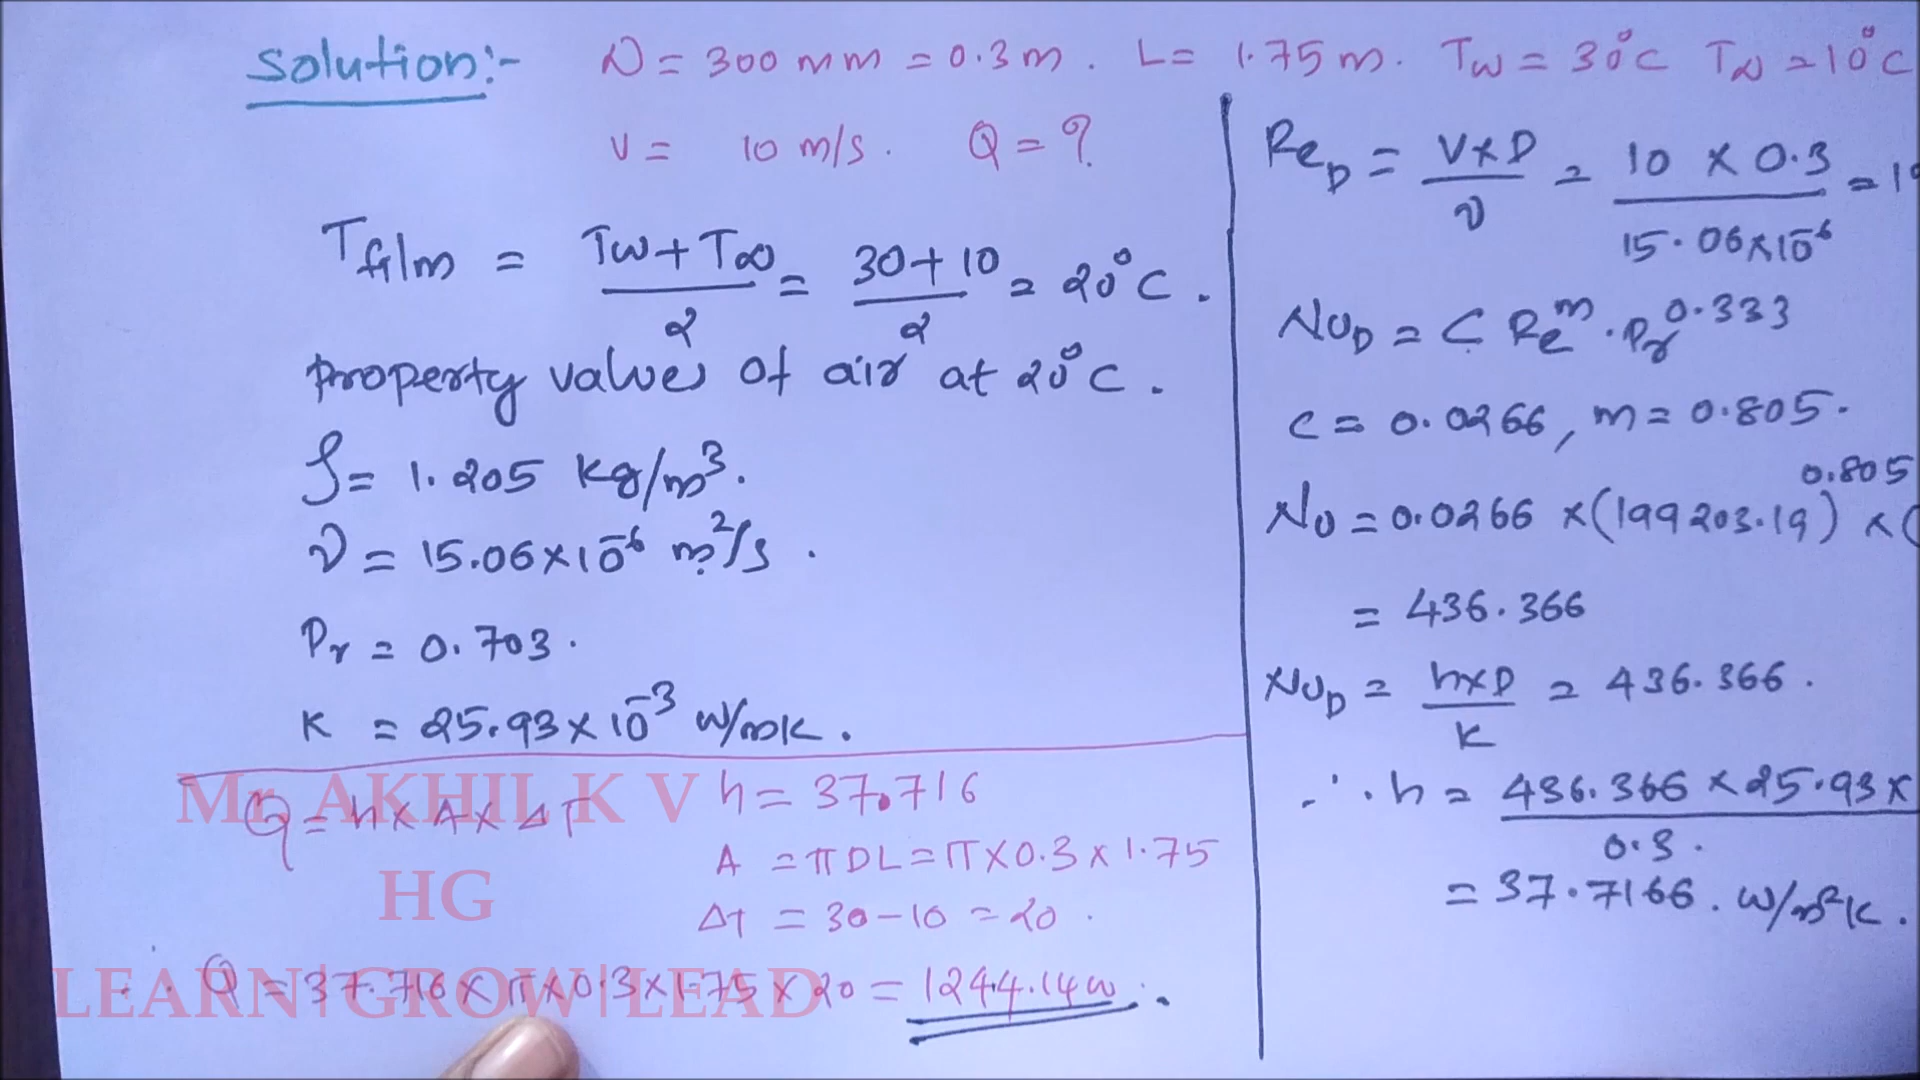 Solution:- D = 300 mm = 0.3 m. L = 1.75 m. Tw = 30°C T∞ = 10°C
V = 10 m/s. Q = ?
T film = Tw + T∞ / 2 = 30 + 10 / 2 = 20°C.
Property values of air at 20°C.
ρ = 1.205 kg/m³.
ν = 15.06 × 10⁻⁶ m²/s.
Pr = 0.703.
K = 25.93 × 10⁻³ W/mK.
Q = h × A × ΔT
h = 37.716
A = πDL = π × 0.3 × 1.75
ΔT = 30 - 10 = 20.
∴ Q = 37.716 × π × 0.3 × 1.75 × 20 = 1244.14 W.
Re_D = V × D / ν = 10 × 0.3 / 15.06 × 10⁻⁶ = 19
Nu_D = C Re^m . Pr^0.333
C = 0.0266, m = 0.805.
Nu = 0.0266 × (199203.19)^0.805 × (
= 436.366
Nu_D = h × D / K = 436.366.
∴ h = 436.366 × 25.93 × / 0.3.
= 37.7166. W/m²K.
Mr. AKHIL K V
HG
LEARN|GROW|LEAD